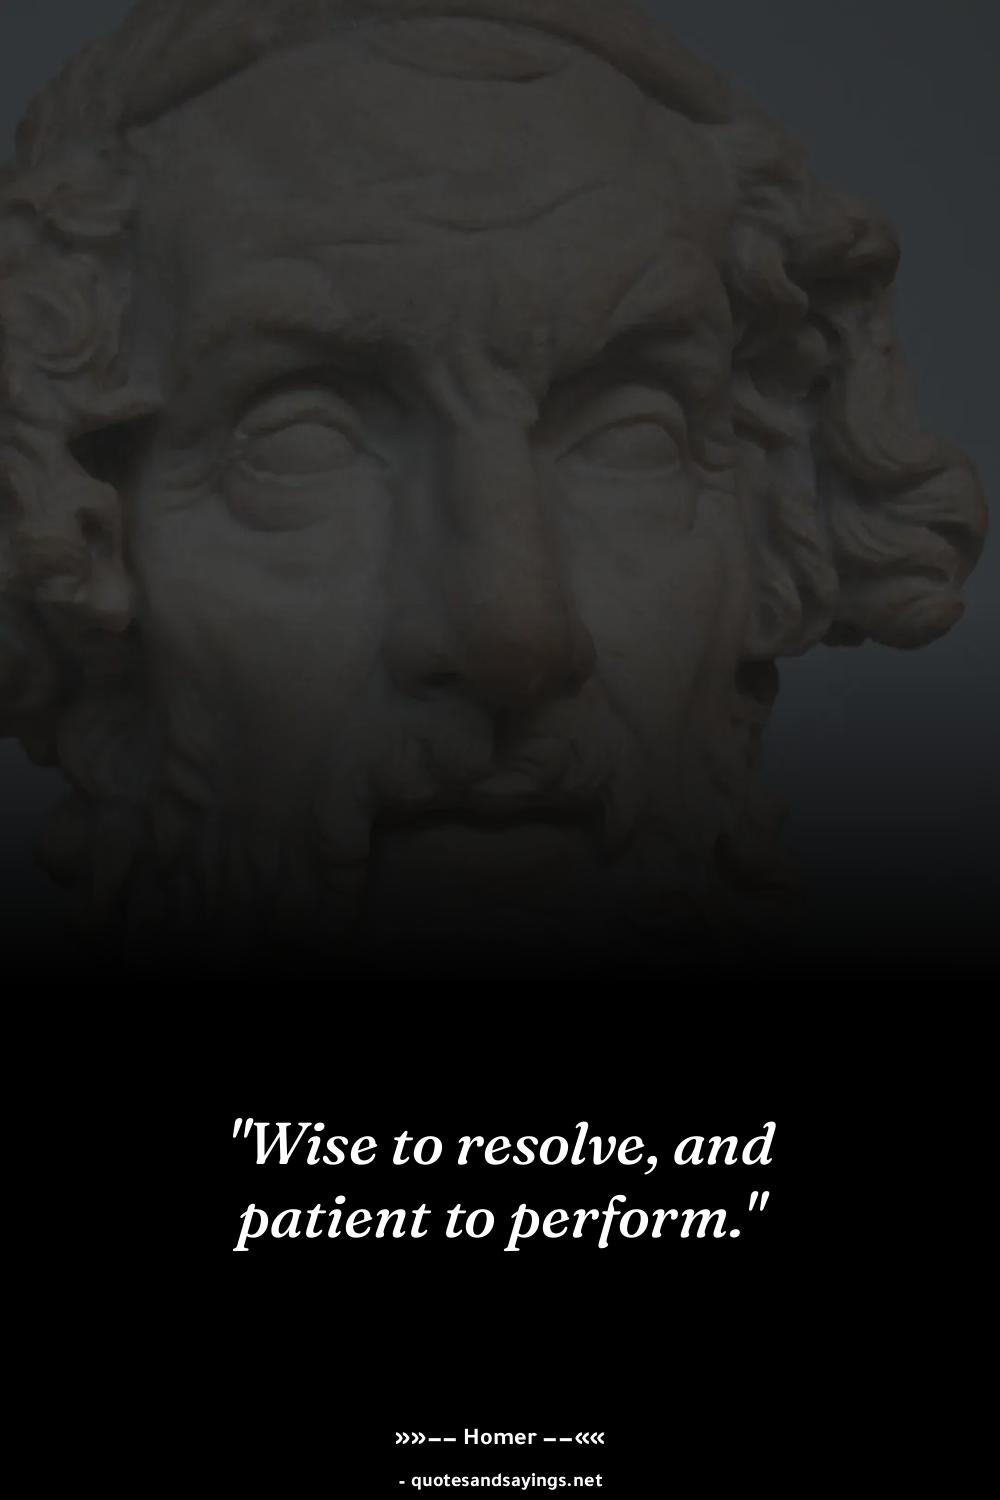 "Wise to resolve, and
patient to perform."
»»–– Homer ––««
- quotesandsayings.net